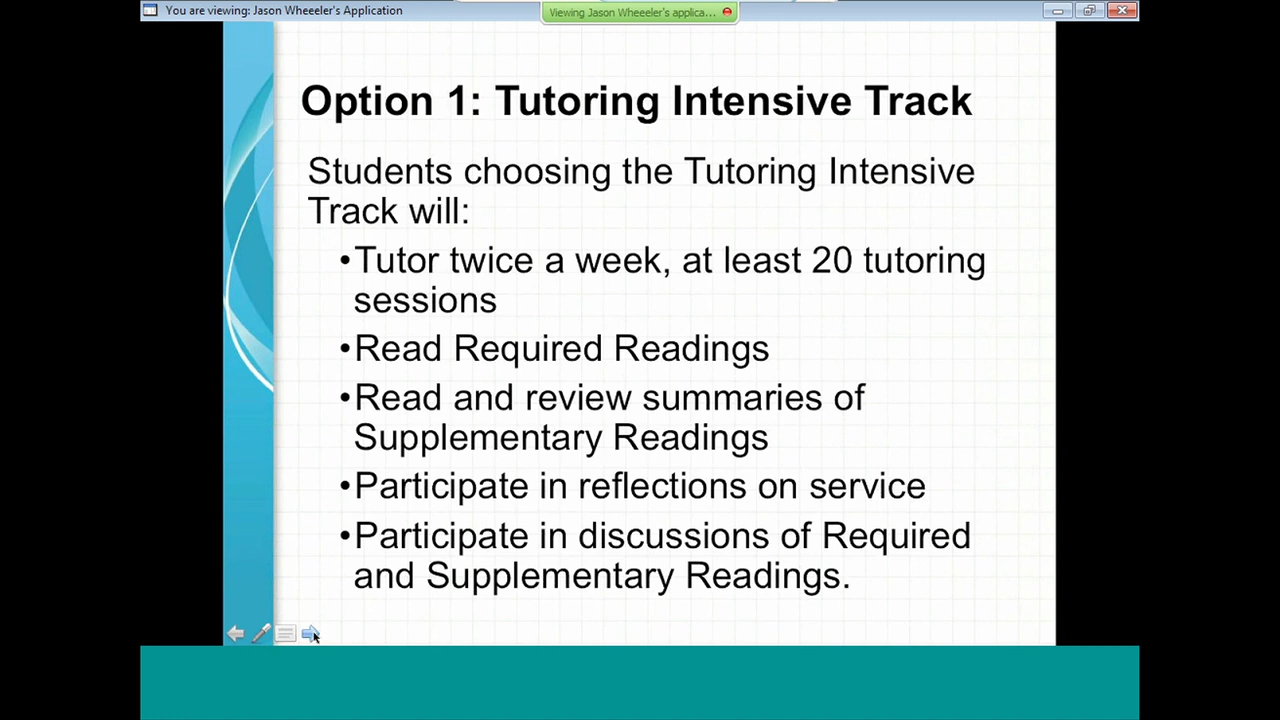 You are viewing: Jason Wheeeler's Application
Viewing Jason Wheeeler's applica...
Option 1: Tutoring Intensive Track
Students choosing the Tutoring Intensive
Track will:
•Tutor twice a week, at least 20 tutoring
sessions
•Read Required Readings
•Read and review summaries of
Supplementary Readings
•Participate in reflections on service
•Participate in discussions of Required
and Supplementary Readings.